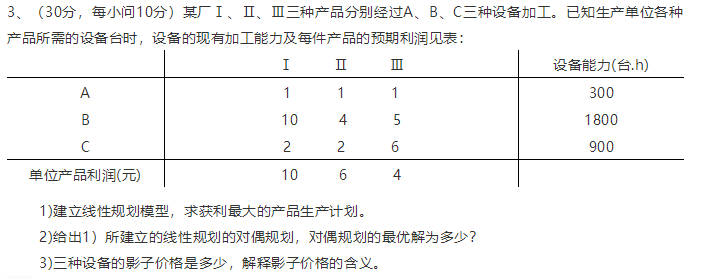 3、（30分，每小问10分）某厂Ⅰ、Ⅱ、Ⅲ三种产品分别经过A、B、C三种设备加工。已知生产单位各种
产品所需的设备台时，设备的现有加工能力及每件产品的预期利润见表：
Ⅰ Ⅱ Ⅲ 设备能力(台.h)
A 1 1 1 300
B 10 4 5 1800
C 2 2 6 900
单位产品利润(元) 10 6 4
1)建立线性规划模型，求获利最大的产品生产计划。
2)给出1）所建立的线性规划的对偶规划，对偶规划的最优解为多少？
3)三种设备的影子价格是多少，解释影子价格的含义。